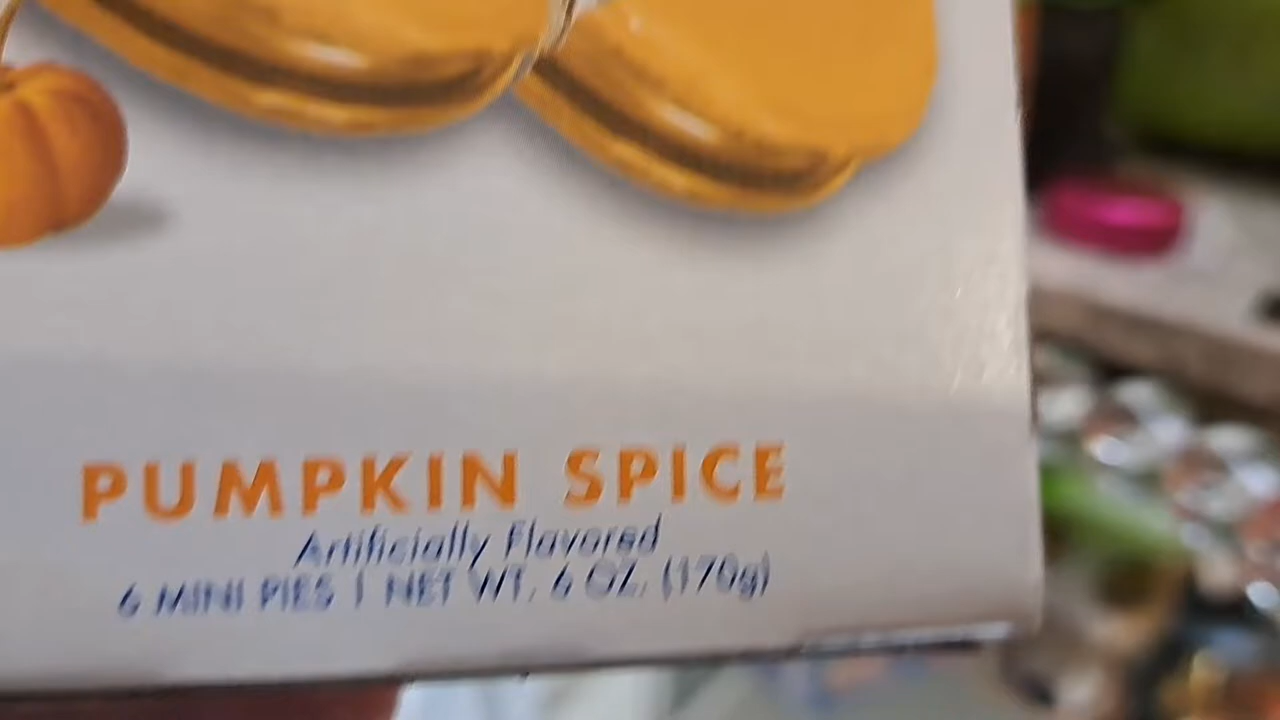 PUMPKIN SPICE
Artificially Flavored
6 MINI PIES | NET WT. 6 OZ. (170g)